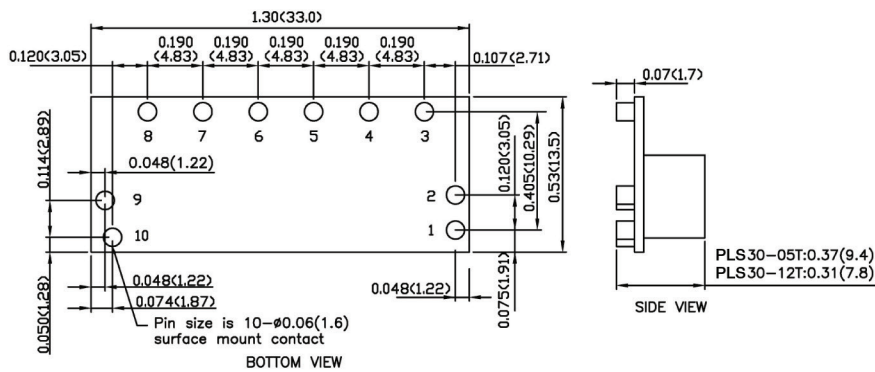 1.30(33.0)
0.190 0.190 0.190 0.190 0.190
0.120(3.05) (4.83) (4.83) (4.83) (4.83) (4.83) 0.107(2.71)
0.07(1.7)
8 7 6 5 4 3
0.114(2.89)
0.048(1.22)
0.120(3.05)
0.405(10.29)
0.53(13.5)
9
2
10
1
PLS30-05T:0.37(9.4)
PLS30-12T:0.31(7.8)
0.050(1.28)
0.048(1.22)
0.074(1.87)
0.048(1.22)
0.075(1.91)
SIDE VIEW
Pin size is 10-ø0.06(1.6)
surface mount contact
BOTTOM VIEW